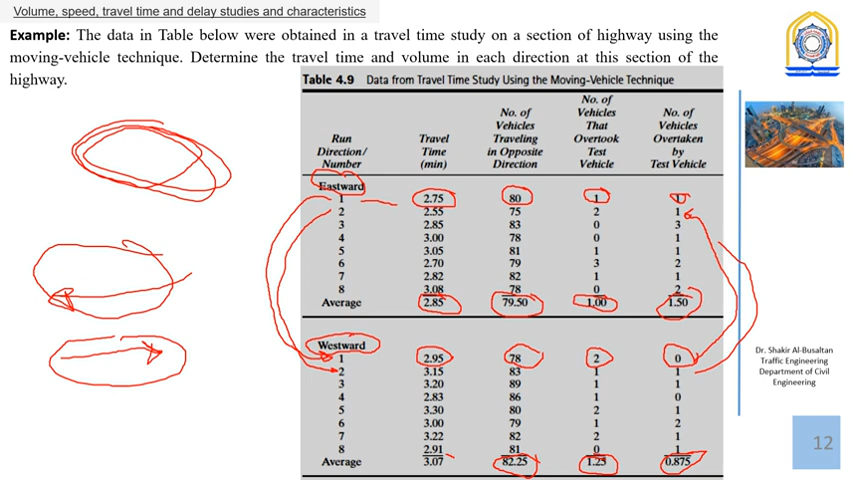 Volume, speed, travel time and delay studies and characteristics
Example: The data in Table below were obtained in a travel time study on a section of highway using the
moving-vehicle technique. Determine the travel time and volume in each direction at this section of the
highway.
Table 4.9 Data from Travel Time Study Using the Moving-Vehicle Technique
Run Direction/ Number Travel Time (min) No. of Vehicles Traveling in Opposite Direction No. of Vehicles That Overtook Test Vehicle No. of Vehicles Overtaken by Test Vehicle
Eastward
1 2.75 80 1 1
2 2.55 75 2 1
3 2.85 83 0 3
4 3.00 78 0 1
5 3.05 81 1 1
6 2.70 79 3 2
7 2.82 82 1 1
8 3.08 78 0 2
Average 2.85 79.50 1.00 1.50
Westward
1 2.95 78 2 0
2 3.15 83 1 1
3 3.20 89 1 1
4 2.83 86 1 0
5 3.30 80 2 1
6 3.00 79 1 2
7 3.22 82 2 1
8 2.91 81 0 1
Average 3.07 82.25 1.25 0.875
Dr. Shakir Al-Busaltan
Traffic Engineering
Department of Civil
Engineering
12